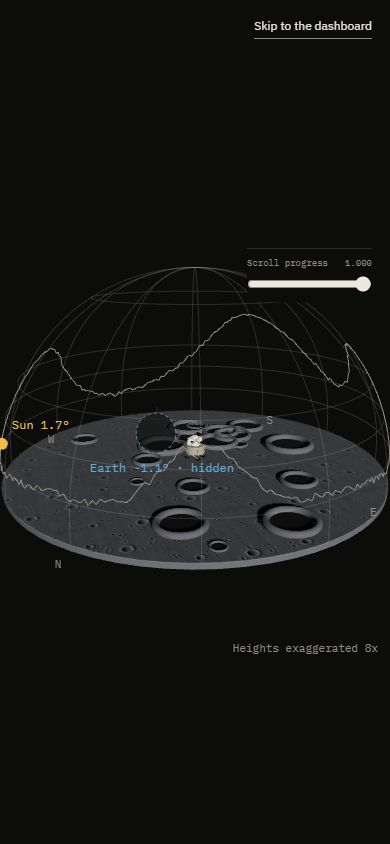 Skip to the dashboard
Scroll progress 1.000
S
Sun 1.7°
W
Earth -1.1° · hidden
E
N
Heights exaggerated 8x